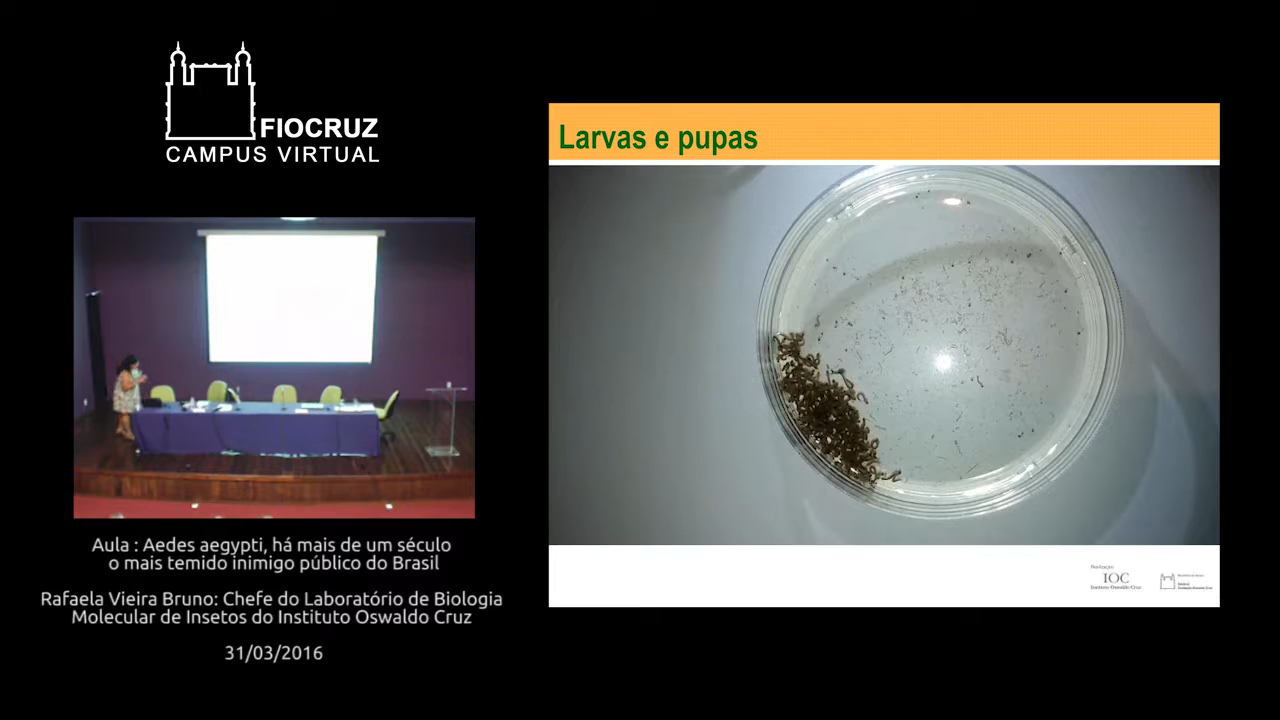 FIOCRUZ
CAMPUS VIRTUAL
Aula : Aedes aegypti, há mais de um século
o mais temido inimigo público do Brasil
Rafaela Vieira Bruno: Chefe do Laboratório de Biologia
Molecular de Insetos do Instituto Oswaldo Cruz
31/03/2016
Larvas e pupas
IOC
Instituto Oswaldo Cruz